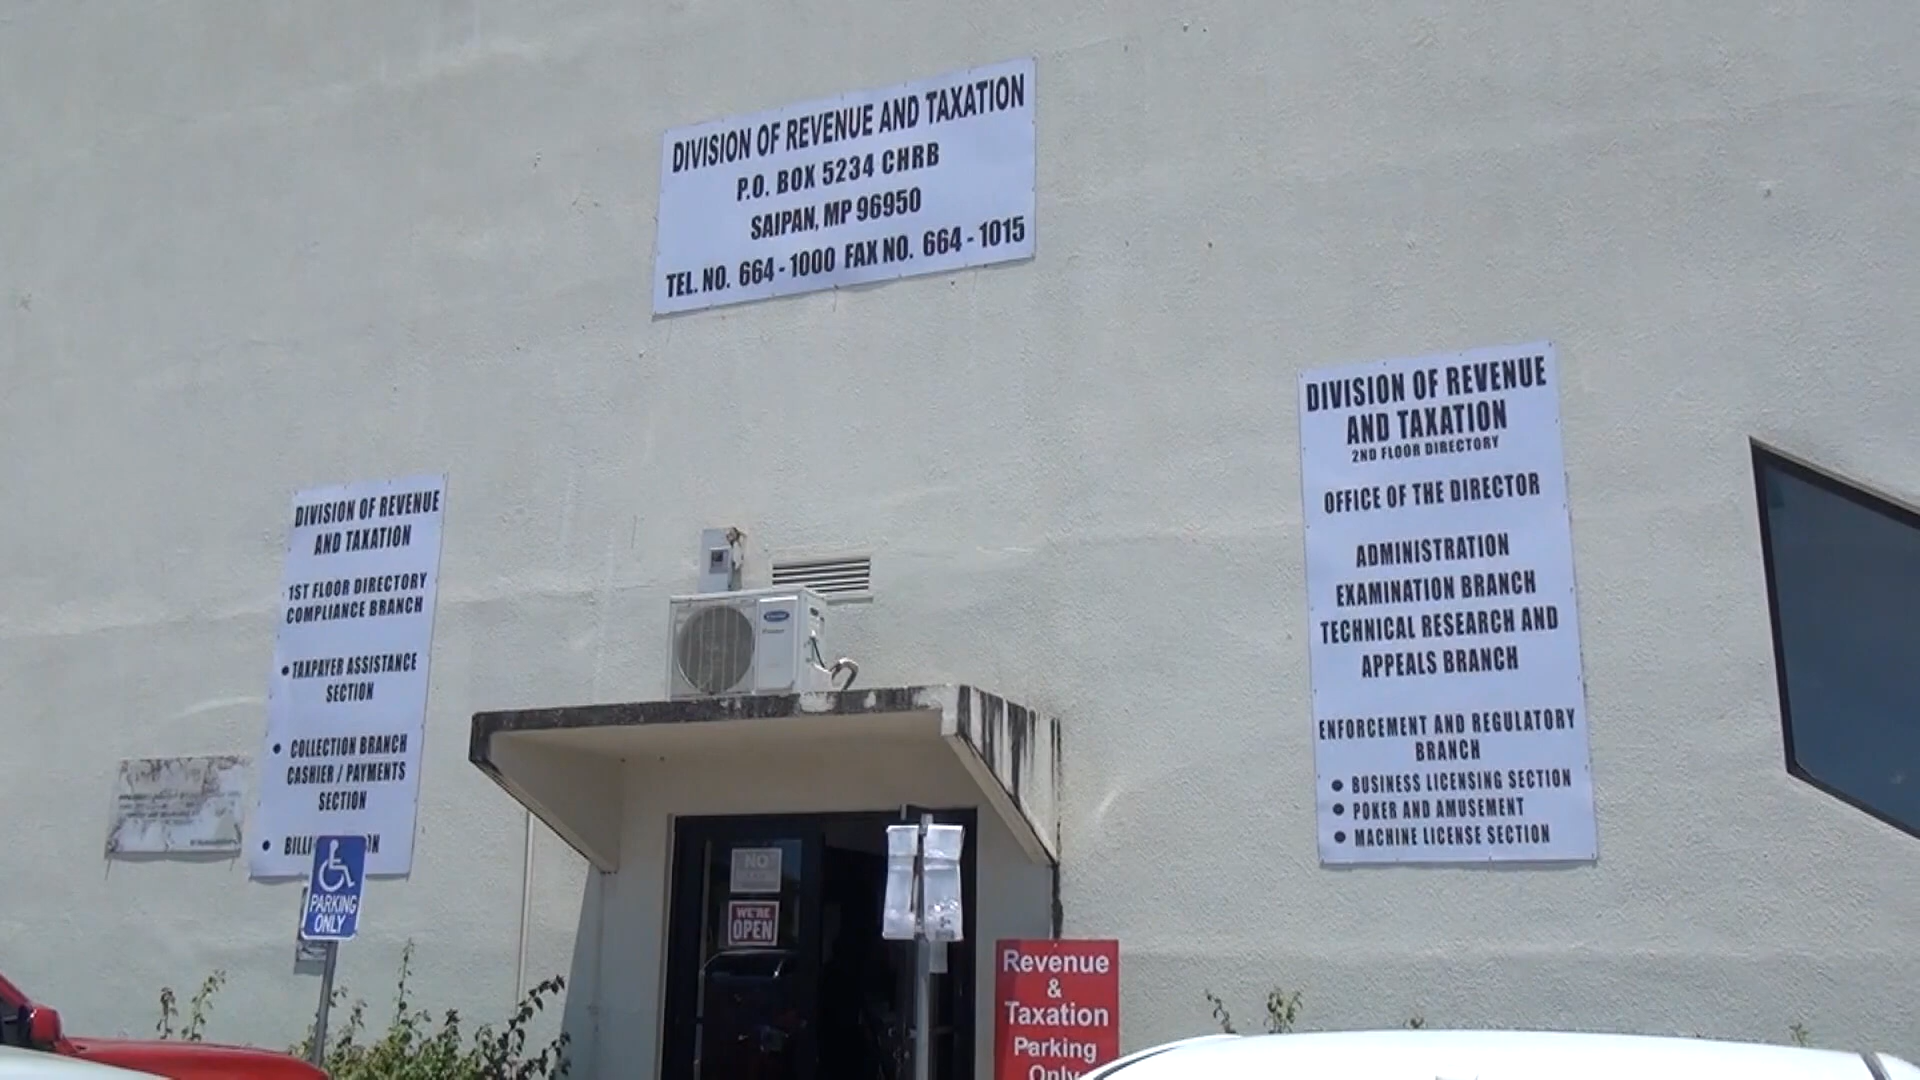 DIVISION OF REVENUE AND TAXATION
P.O. BOX 5234 CHRB
SAIPAN, MP 96950
TEL. NO. 664 - 1000 FAX NO. 664 - 1015
DIVISION OF REVENUE
AND TAXATION
1ST FLOOR DIRECTORY
COMPLIANCE BRANCH
• TAXPAYER ASSISTANCE
SECTION
• COLLECTION BRANCH
CASHIER / PAYMENTS
SECTION
•
PARKING
ONLY
NO
WE'RE
OPEN
Revenue
&
Taxation
Parking
Only
DIVISION OF REVENUE
AND TAXATION
2ND FLOOR DIRECTORY
OFFICE OF THE DIRECTOR
ADMINISTRATION
EXAMINATION BRANCH
TECHNICAL RESEARCH AND
APPEALS BRANCH
ENFORCEMENT AND REGULATORY
BRANCH
• BUSINESS LICENSING SECTION
• POKER AND AMUSEMENT
• MACHINE LICENSE SECTION